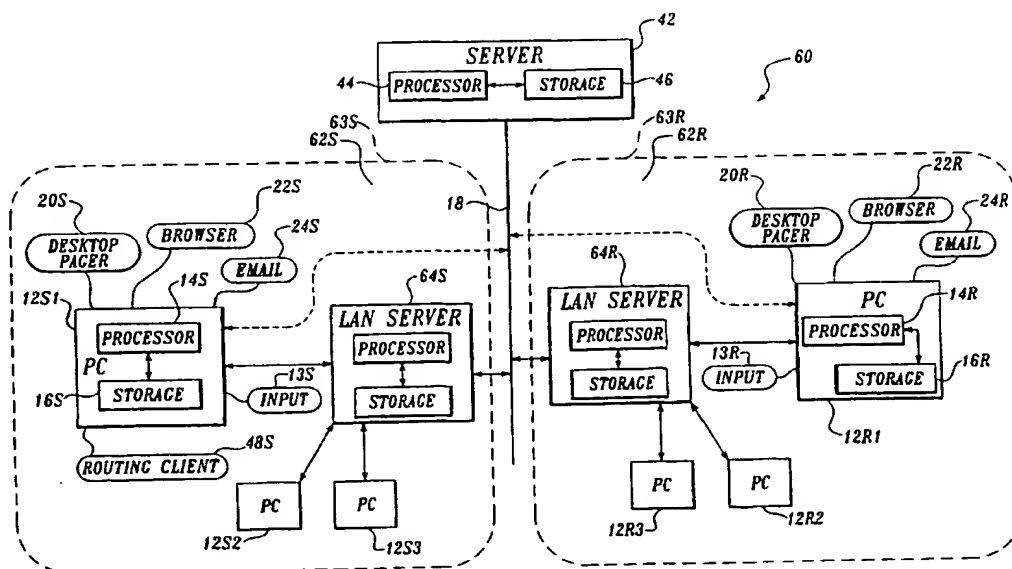 42
SERVER
60
44
PROCESSOR
STORAGE
46
63S
62S
63R
62R
20S
22S
24S
DESKTOP
PAGER
BROWSER
EMAIL
18
20R
22R
24R
DESKTOP
PAGER
BROWSER
EMAIL
12S1
14S
PROCESSOR
PC
STORAGE
16S
13S
INPUT
48S
ROUTING CLIENT
64S
LAN SERVER
PROCESSOR
STORAGE
PC
12S2
PC
12S3
64R
LAN SERVER
PROCESSOR
STORAGE
PC
14R
PROCESSOR
13R
INPUT
STORAGE
16R
12R1
PC
12R3
PC
12R2